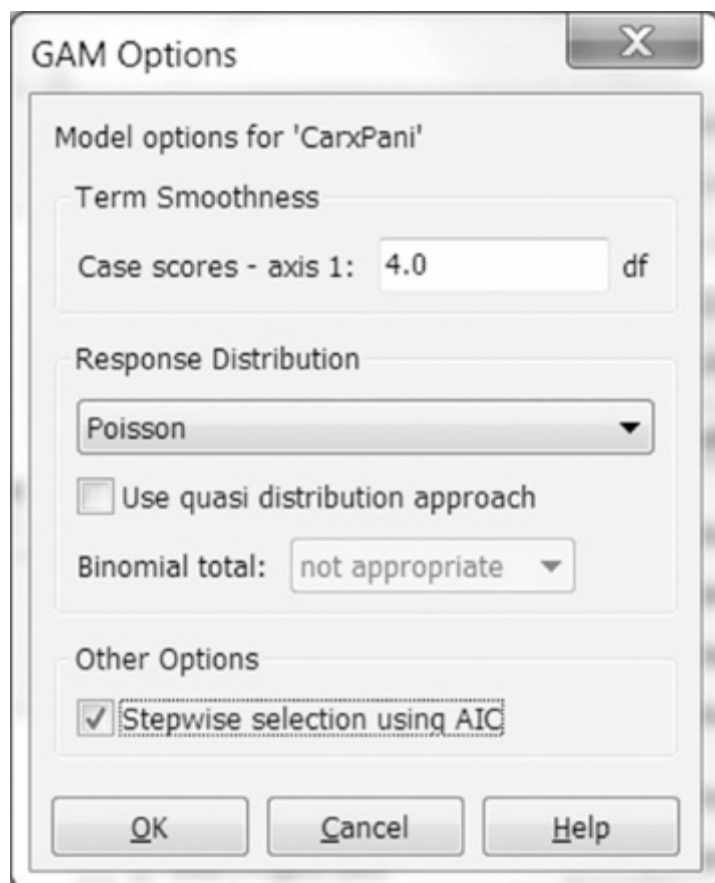 GAM Options
Model options for 'CarxPani'
Term Smoothness
Case scores - axis 1: 4.0 df
Response Distribution
Poisson
Use quasi distribution approach
Binomial total: not appropriate
Other Options
Stepwise selection using AIC
OK Cancel Help